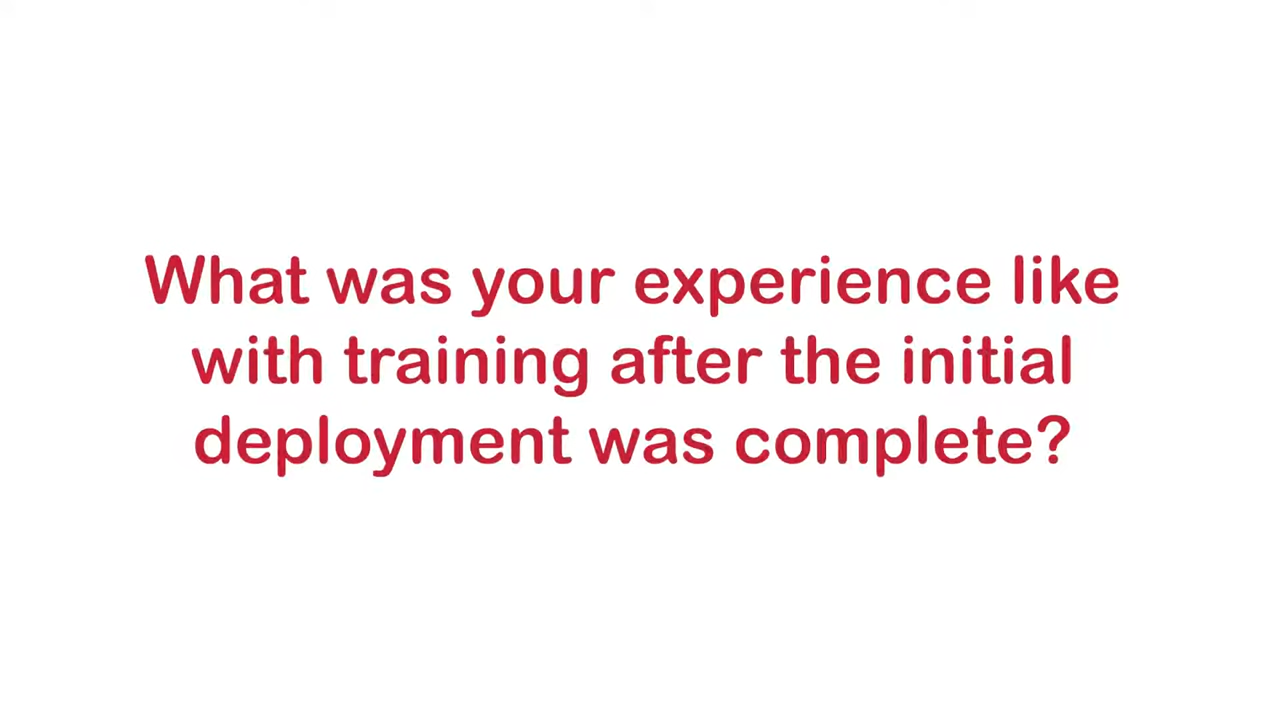 What was your experience like
with training after the initial
deployment was complete?